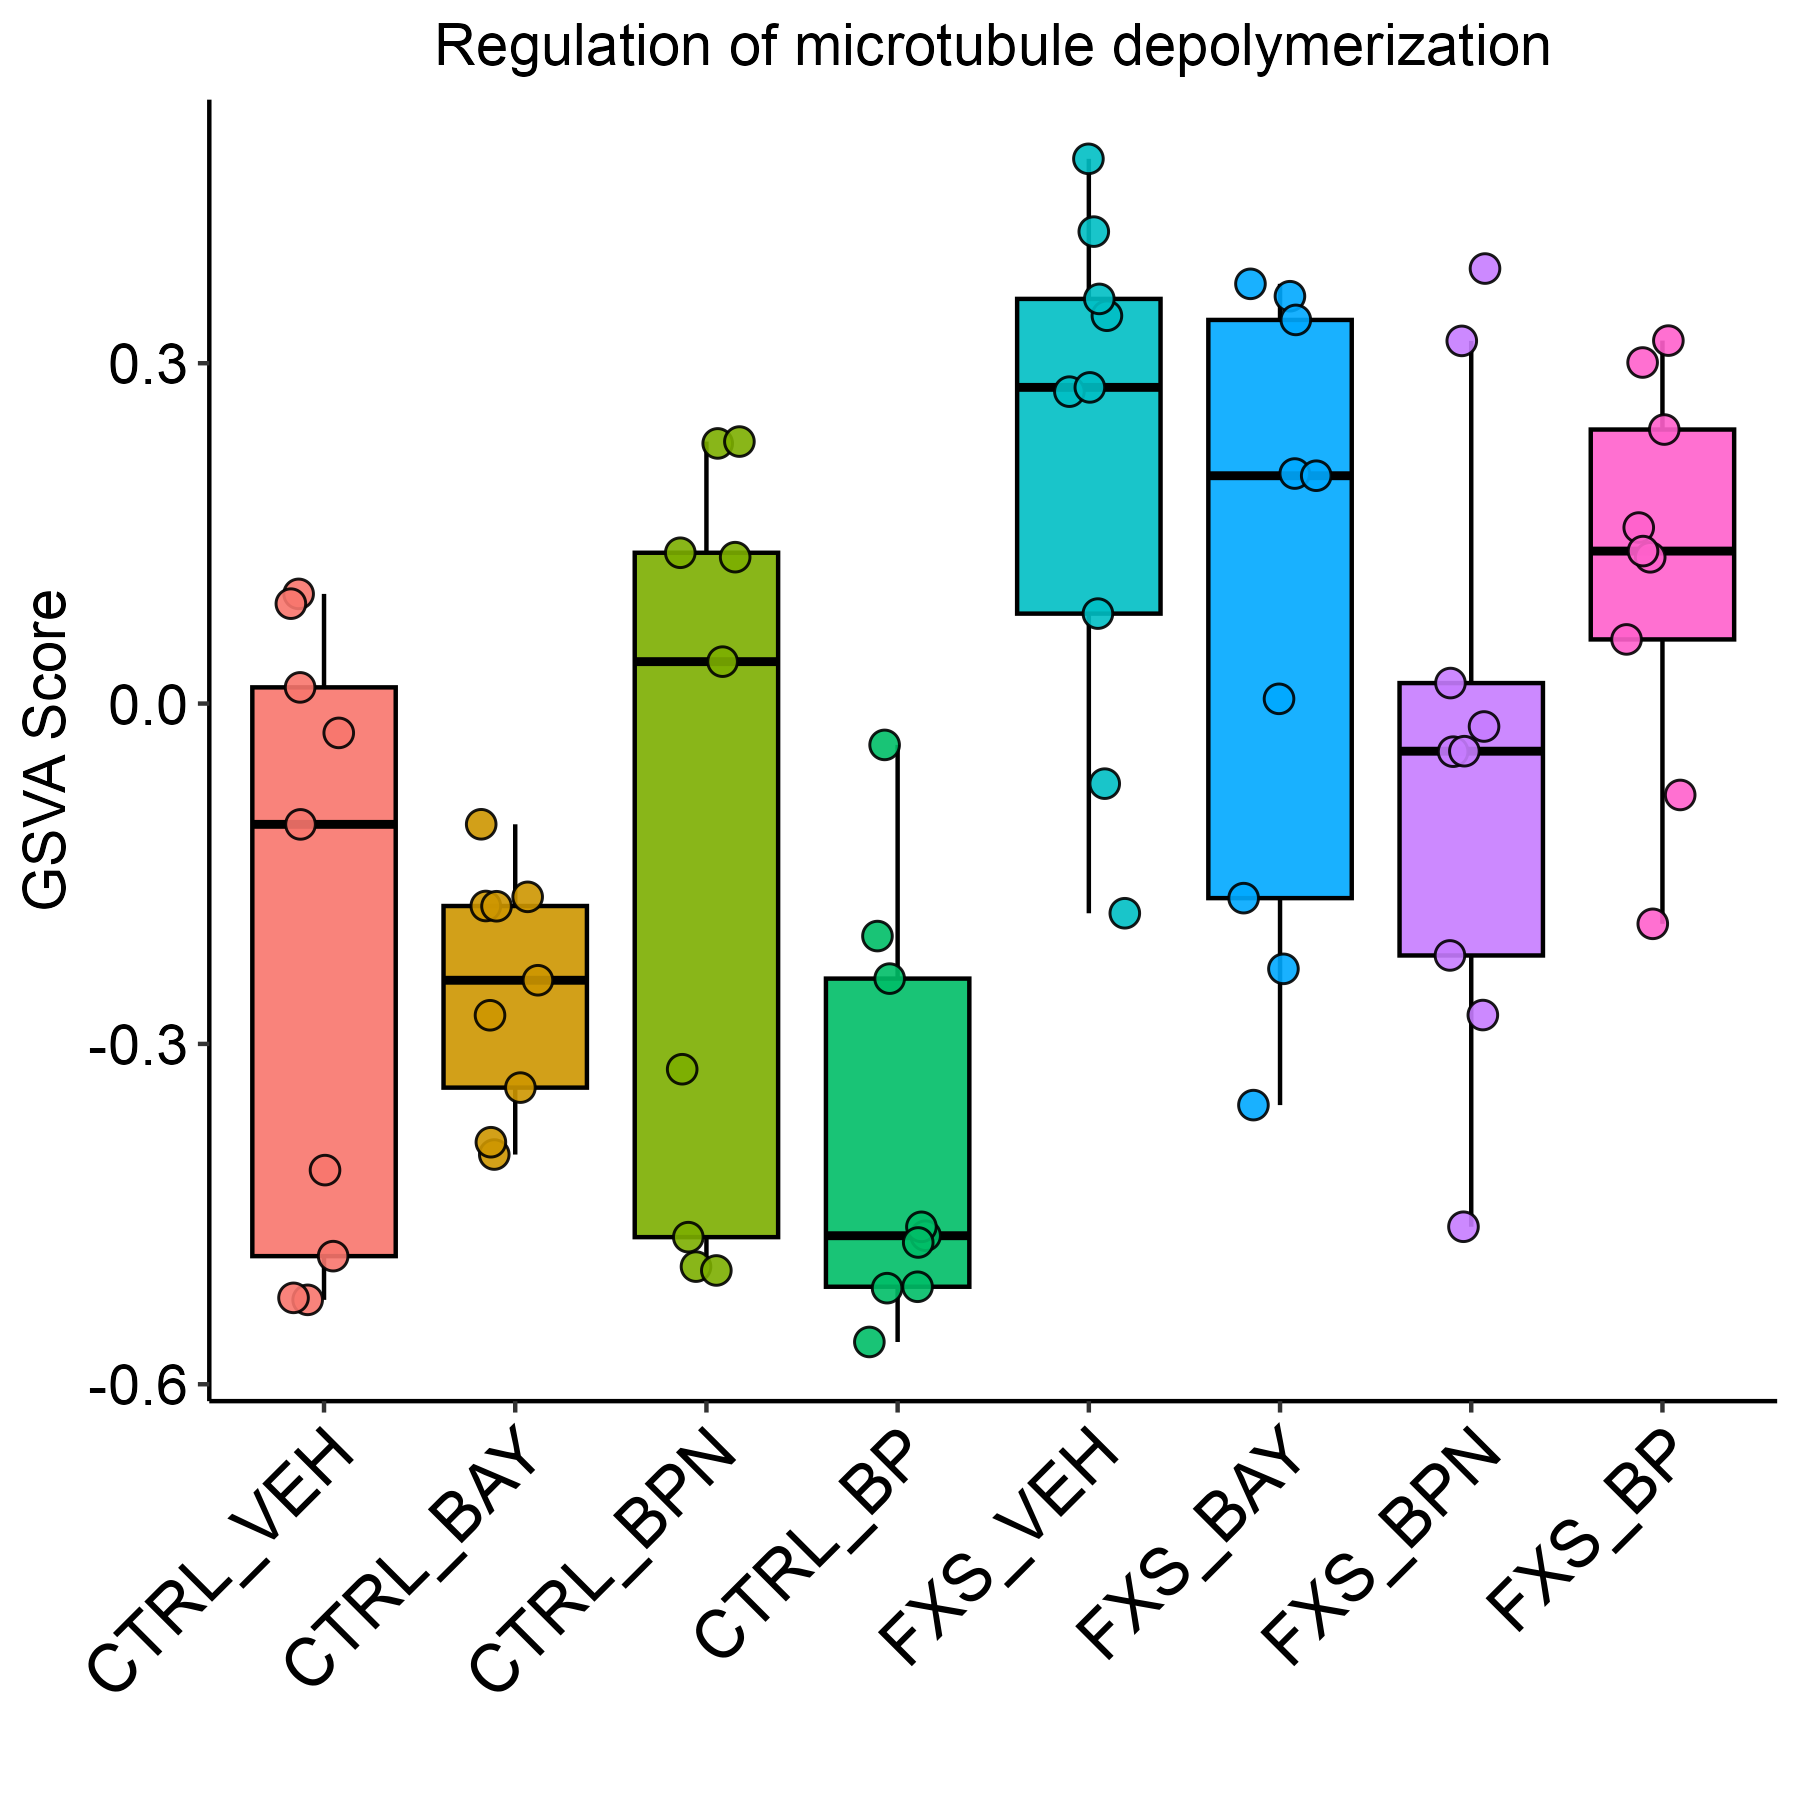 Regulation of microtubule depolymerization
GSVA Score
0.3
0.0
-0.3
-0.6
CTRL_VEH
CTRL_BAY
CTRL_BPN
CTRL_BP
FXS_VEH
FXS_BAY
FXS_BPN
FXS_BP